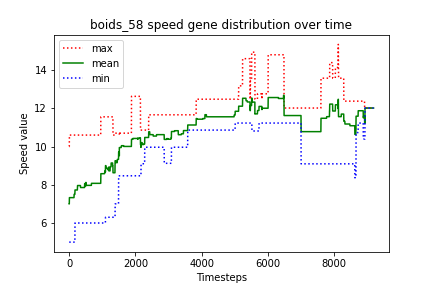 boids_58 speed gene distribution over time
max
mean
min
Speed value
14
12
10
8
6
0
2000
4000
6000
8000
Timesteps